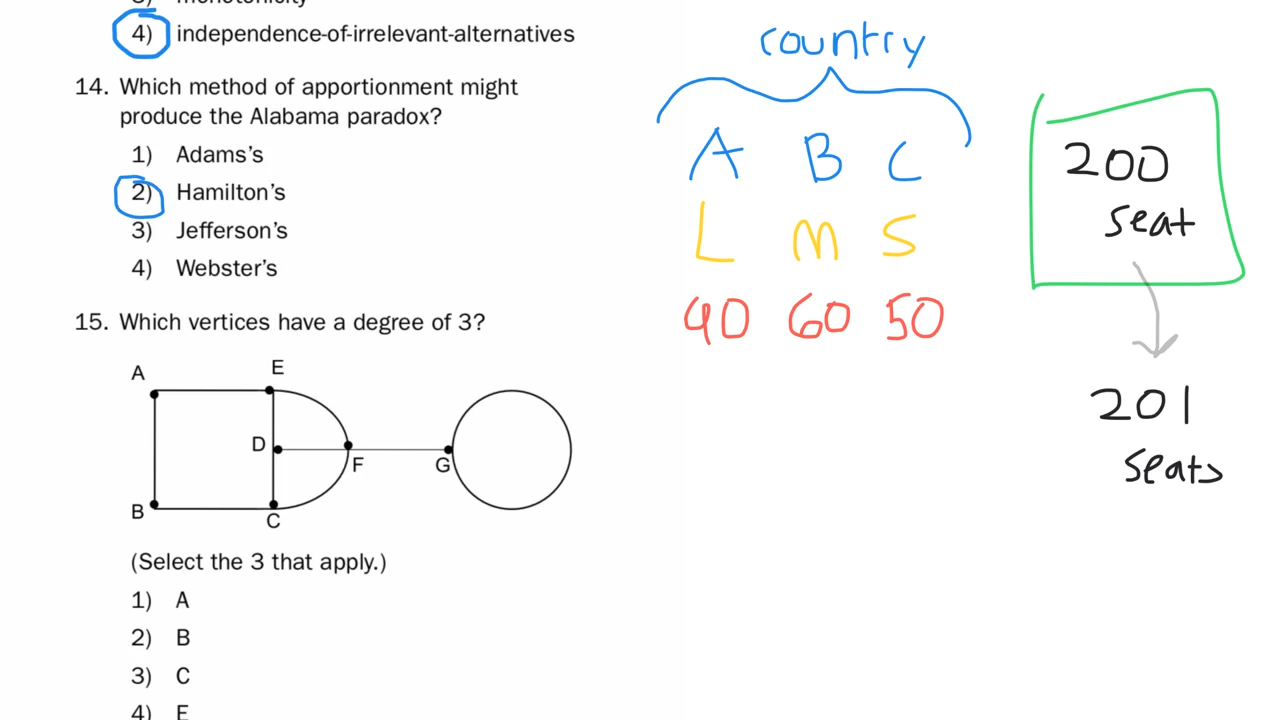 4) independence-of-irrelevant-alternatives
14. Which method of apportionment might
produce the Alabama paradox?
1) Adams's
2) Hamilton's
3) Jefferson's
4) Webster's
15. Which vertices have a degree of 3?
A
E
D
F
G
B
C
(Select the 3 that apply.)
1) A
2) B
3) C
4) E
country
A B C
L M S
90 60 50
200
seat
201
seats